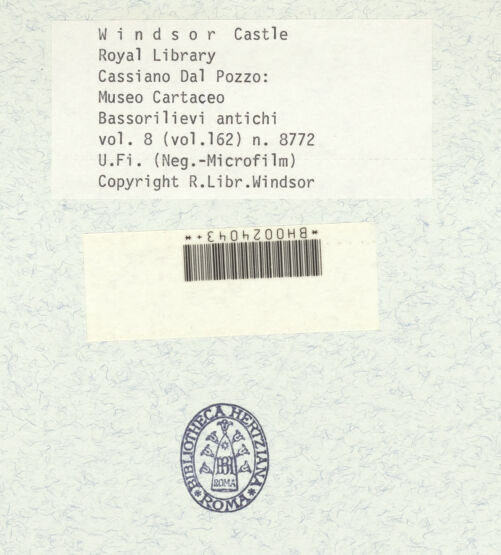 Windsor Castle
Royal Library
Cassiano Dal Pozzo:
Museo Cartaceo
Bassorilievi antichi
vol. 8 (vol.162) n. 8772
U.Fi. (Neg.-Microfilm)
Copyright R.Libr.Windsor
*BH0024043+*
BIBLIOTHECA HERTZIANA
BH
ROMA
*ROMA*